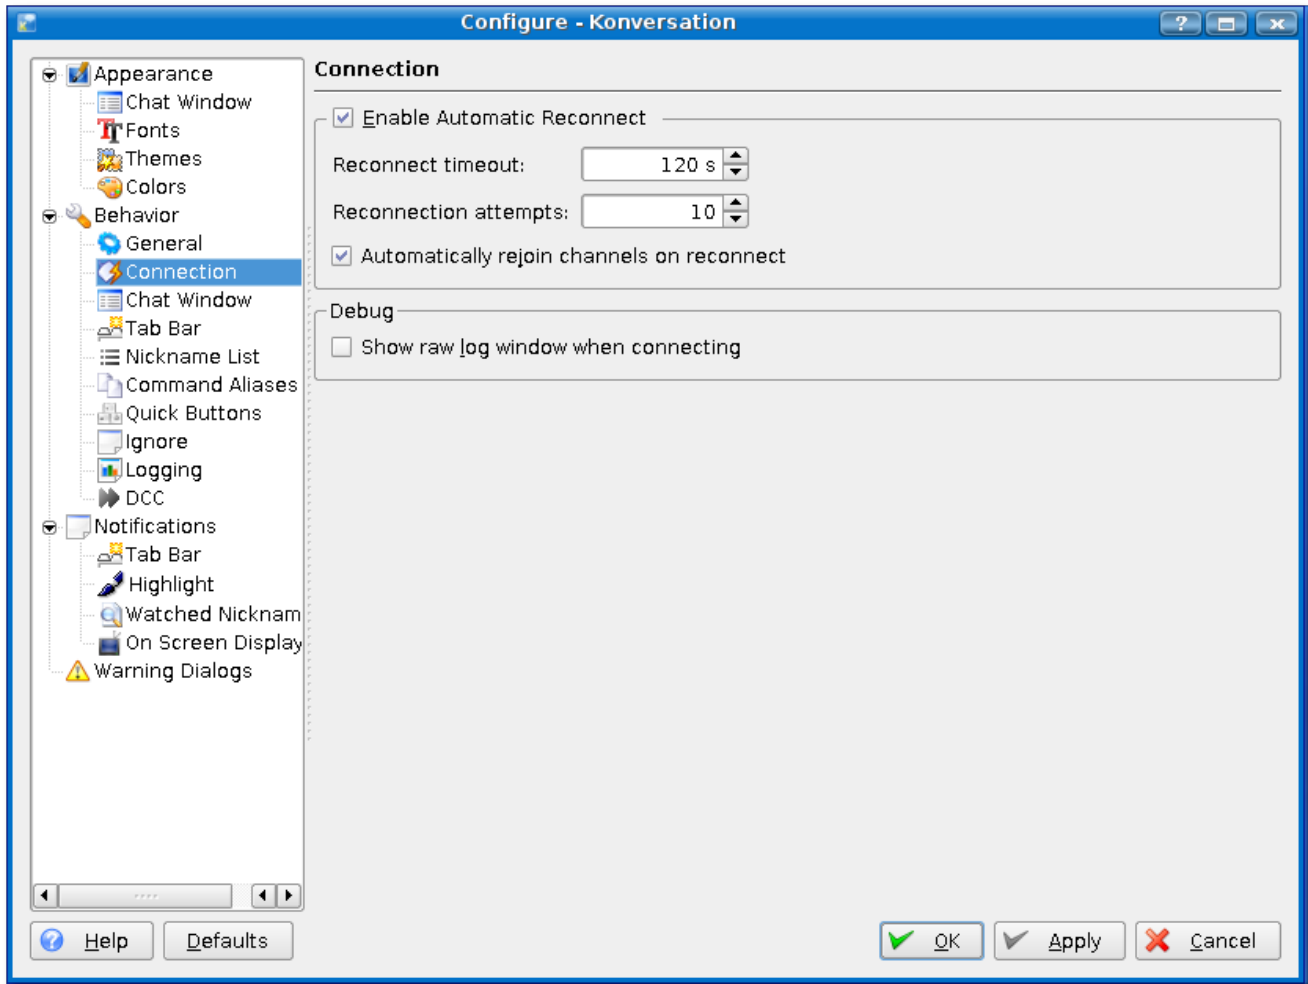 Configure - Konversation
Appearance
Chat Window
Fonts
Themes
Colors
Behavior
General
Connection
Chat Window
Tab Bar
Nickname List
Command Aliases
Quick Buttons
Ignore
Logging
DCC
Notifications
Tab Bar
Highlight
Watched Nicknam
On Screen Display
Warning Dialogs
Connection
Enable Automatic Reconnect
Reconnect timeout: 120 s
Reconnection attempts: 10
Automatically rejoin channels on reconnect
Debug
Show raw log window when connecting
Help Defaults OK Apply Cancel